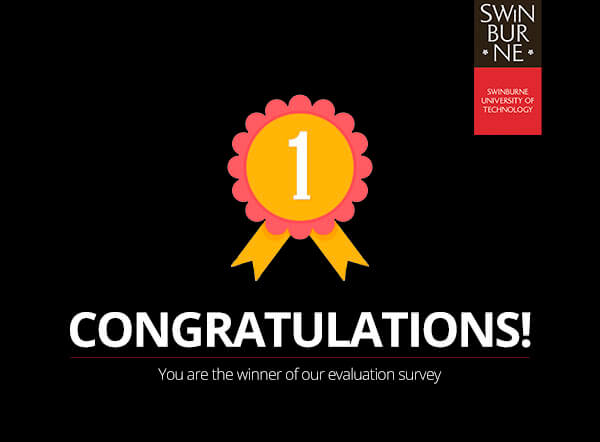 SWiN
BUR
* NE *
SWINBURNE
UNIVERSITY OF
TECHNOLOGY
1
CONGRATULATIONS!
You are the winner of our evaluation survey